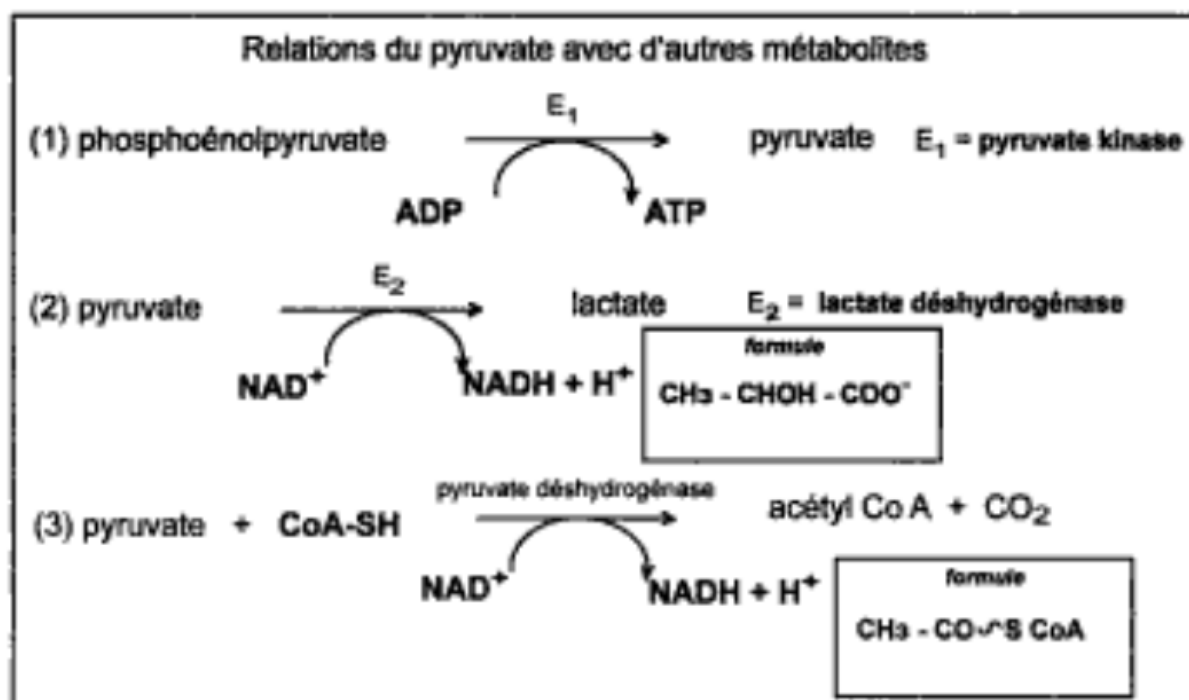 Relations du pyruvate avec d'autres métabolites
E₁
(1) phosphoénolpyruvate pyruvate E₁ = pyruvate kinase
ADP ATP
E₂
(2) pyruvate lactate E₂ = lactate déshydrogénase
formule
NAD⁺ NADH + H⁺ CH₃ - CHOH - COO⁻
pyruvate déshydrogénase
(3) pyruvate + CoA-SH acétyl Co A + CO₂
NAD⁺ NADH + H⁺
formule
CH₃ - CO~S CoA